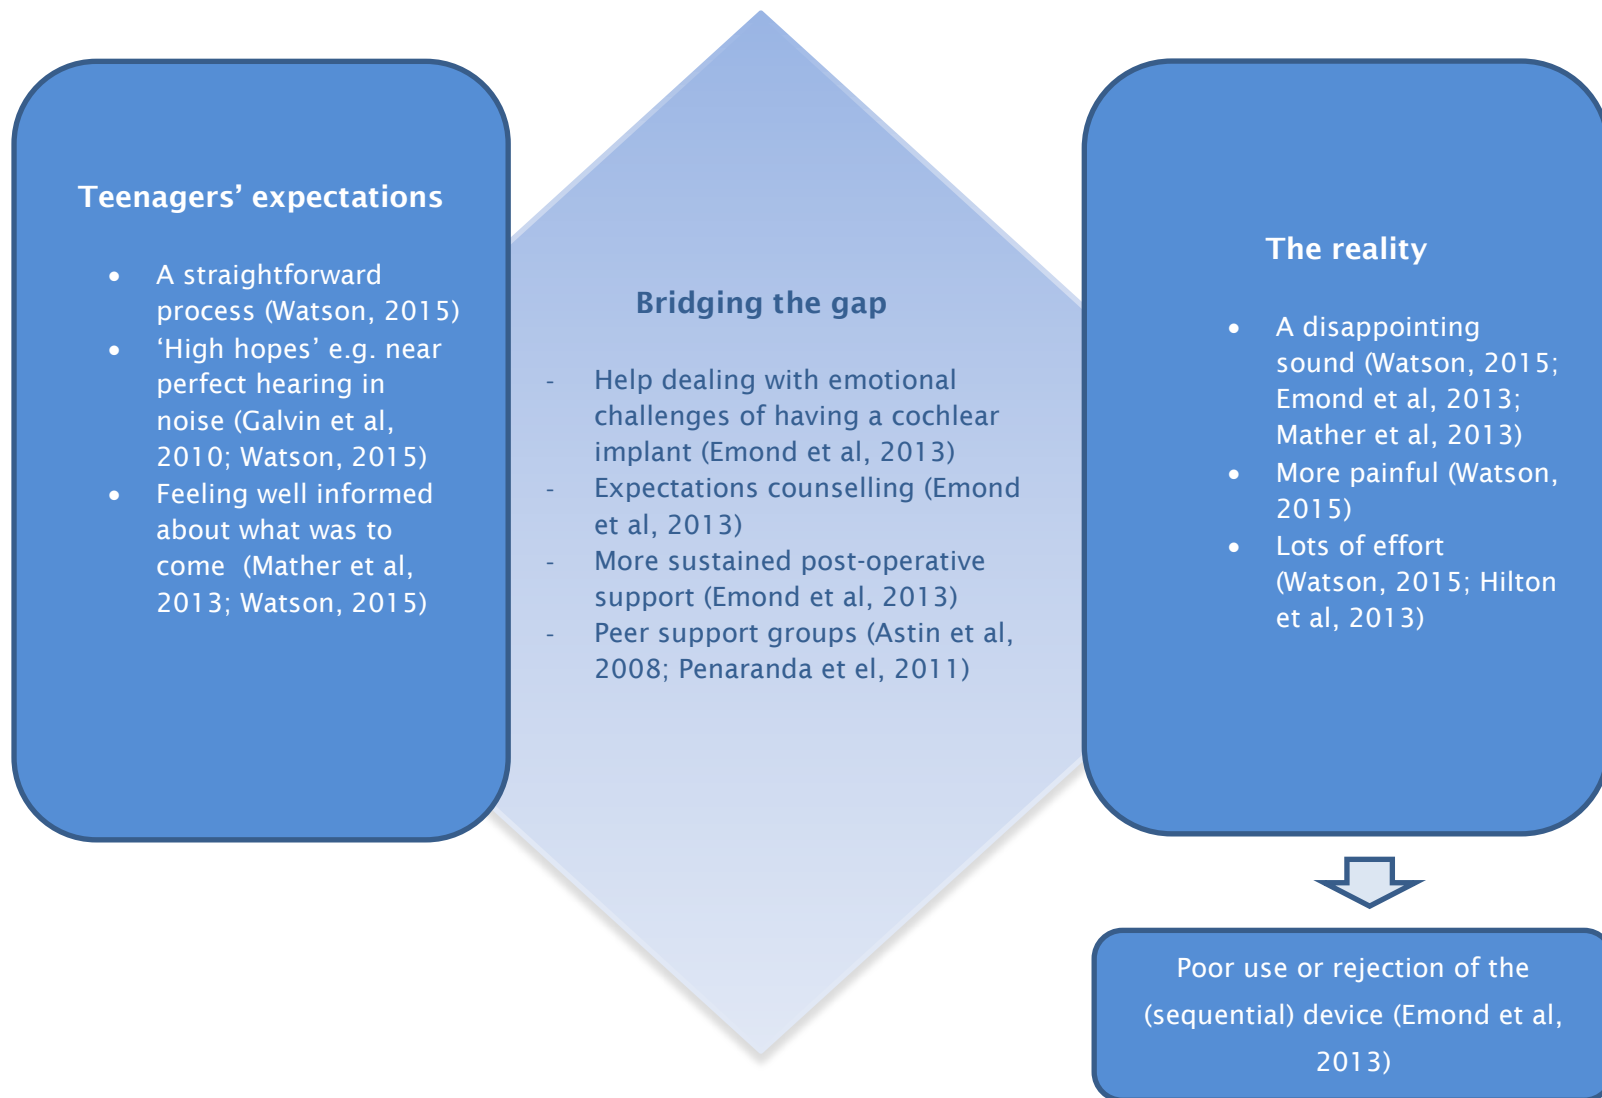 Teenagers’ expectations
• A straightforward
process (Watson, 2015)
• ‘High hopes’ e.g. near
perfect hearing in
noise (Galvin et al,
2010; Watson, 2015)
• Feeling well informed
about what was to
come  (Mather et al,
2013; Watson, 2015)
Bridging the gap
- Help dealing with emotional
challenges of having a cochlear
implant (Emond et al, 2013)
- Expectations counselling (Emond
et al, 2013)
- More sustained post-operative
support (Emond et al, 2013)
- Peer support groups (Astin et al,
2008; Penaranda et el, 2011)
The reality
• A disappointing
sound (Watson, 2015;
Emond et al, 2013;
Mather et al, 2013)
• More painful (Watson,
2015)
• Lots of effort
(Watson, 2015; Hilton
et al, 2013)
Poor use or rejection of the
(sequential) device (Emond et al,
2013)